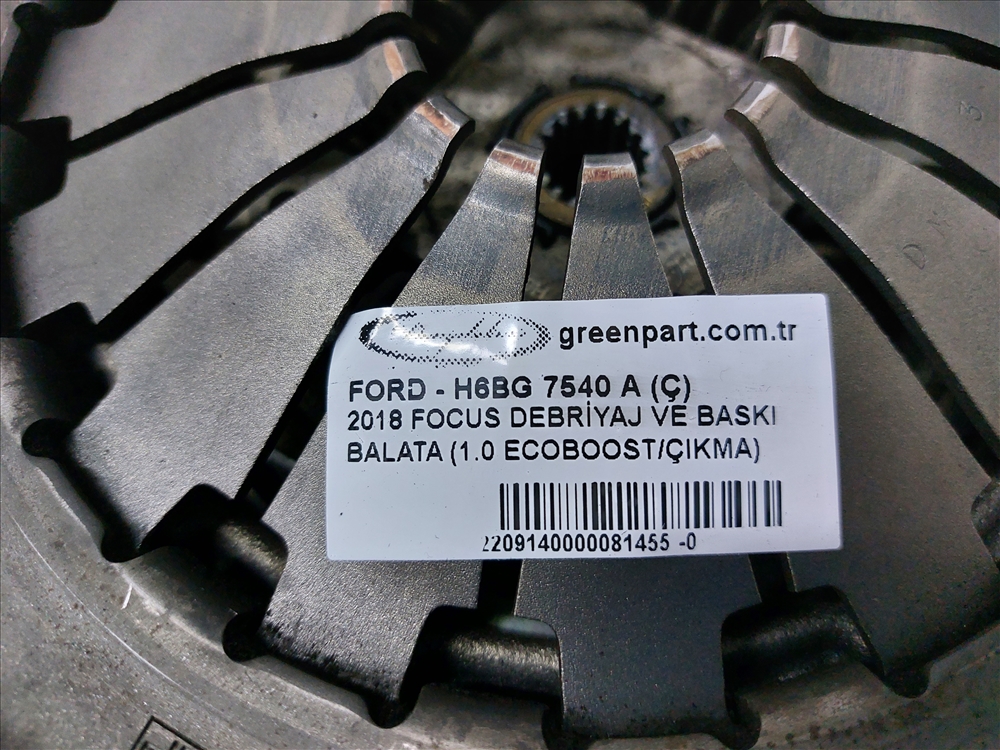 greenpart.com.tr
FORD - H6BG 7540 A (Ç)
2018 FOCUS DEBRİYAJ VE BASKI
BALATA (1.0 ECOBOOST/ÇIKMA)
2209140000081455 -0